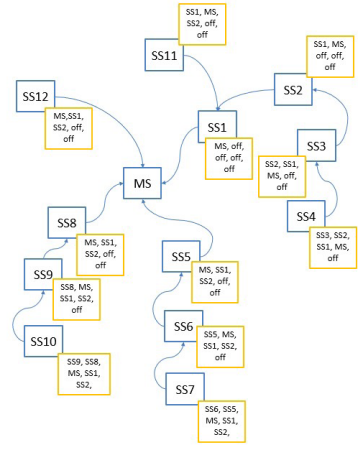 SS1, MS,
SS2, off,
off
SS11
SS1, MS,
off, off,
off
SS2
SS12
MS,SS1,
SS2, off,
off
SS1
MS, off,
off, off,
off
SS3
SS2, SS1,
MS, off,
off
MS
SS4
SS3, SS2,
SS1, MS,
off
SS8
MS, SS1,
SS2, off,
off
SS5
MS, SS1,
SS2, off,
off
SS9
SS8, MS,
SS1, SS2,
off
SS6
SS5, MS,
SS1, SS2,
off
SS10
SS9, SS8,
MS, SS1,
SS2,
SS7
SS6, SS5,
MS, SS1,
SS2,